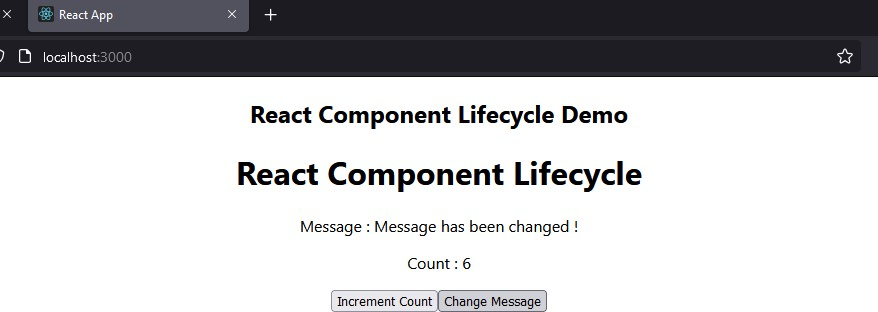 React App
localhost:3000
React Component Lifecycle Demo
React Component Lifecycle
Message : Message has been changed !
Count : 6
Increment Count Change Message